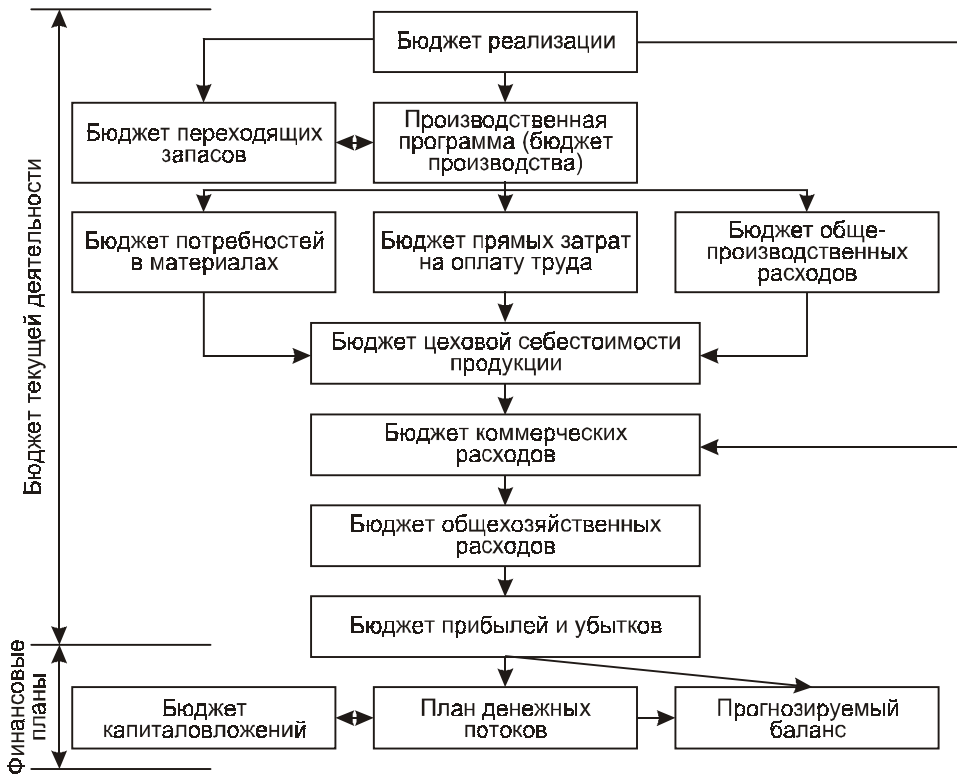 Бюджет реализации
Бюджет переходящих
запасов
Производственная
программа (бюджет
производства)
Бюджет потребностей
в материалах
Бюджет прямых затрат
на оплату труда
Бюджет обще-
производственных
расходов
Бюджет цеховой себестоимости
продукции
Бюджет коммерческих
расходов
Бюджет общехозяйственных
расходов
Бюджет прибылей и убытков
Бюджет
капиталовложений
План денежных
потоков
Прогнозируемый
баланс
Бюджет текущей деятельности
Финансовые
планы